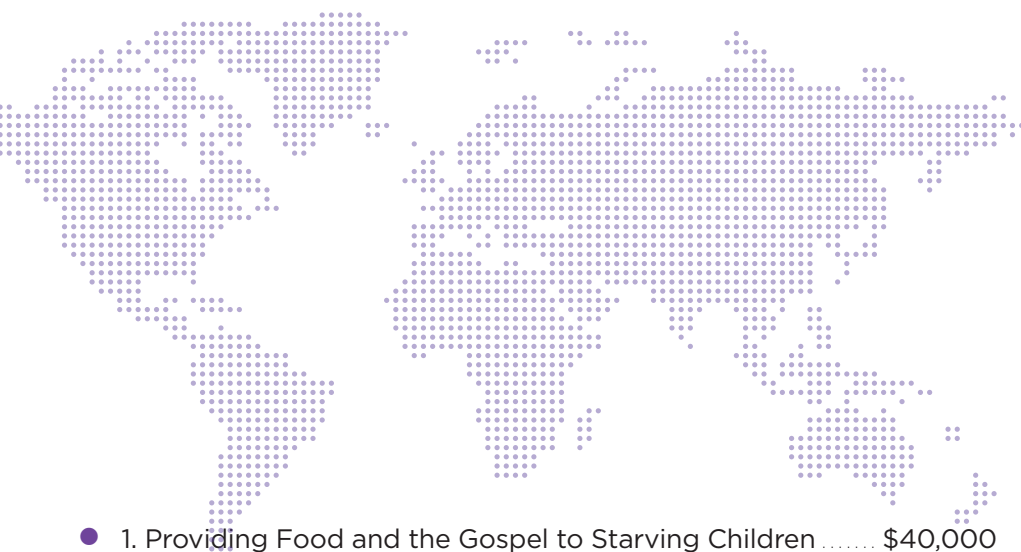 ● 1. Providing Food and the Gospel to Starving Children ....... $40,000